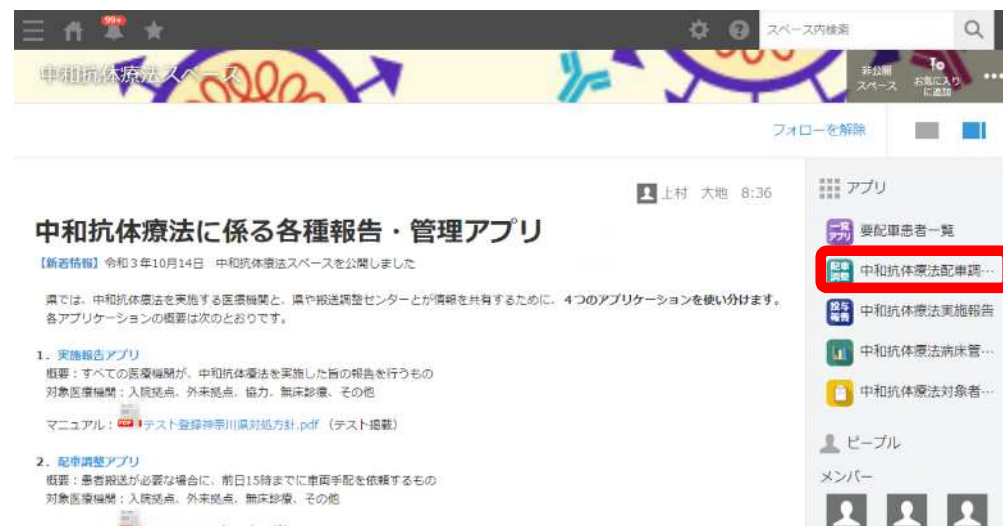 99+
スペース内検索
中和抗体療法スペース
非公開
スペース
To
お気に入り
に追加
フォローを解除
上村 大地 8:36
中和抗体療法に係る各種報告・管理アプリ
【新着情報】令和3年10月14日 中和抗体療法スペースを公開しました
県では、中和抗体療法を実施する医療機関と、県や搬送調整センターとが情報を共有するために、4つのアプリケーションを使い分けます。
各アプリケーションの概要は次のとおりです。
1. 実施報告アプリ
概要：すべての医療機関が、中和抗体療法を実施した旨の報告を行うもの
対象医療機関：入院拠点、外来拠点、協力、無床診療、その他
マニュアル：PDF テスト登録神奈川県対処方針.pdf （テスト掲載）
2. 配車調整アプリ
概要：患者搬送が必要な場合に、前日15時までに車両手配を依頼するもの
対象医療機関：入院拠点、外来拠点、無床診療、その他
アプリ
一覧
アプリ
要配車患者一覧
配車
調整
中和抗体療法配車調…
投与
報告
中和抗体療法実施報告
中和抗体療法病床管…
中和抗体療法対象者…
ピープル
メンバー